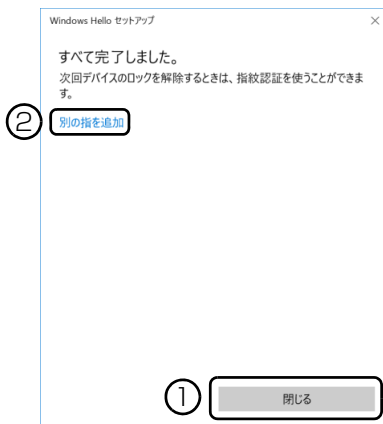 Windows Hello セットアップ
すべて完了しました。
次回デバイスのロックを解除するときは、指紋認証を使うことができま
す。
② 別の指を追加
① 閉じる